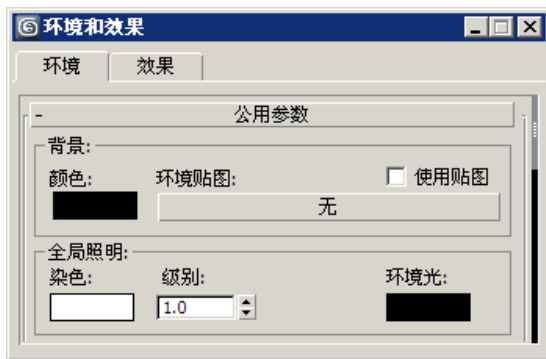 环境和效果
环境 效果
- 公用参数
背景:
颜色: 环境贴图: 使用贴图
无
全局照明:
染色: 级别: 环境光:
1.0